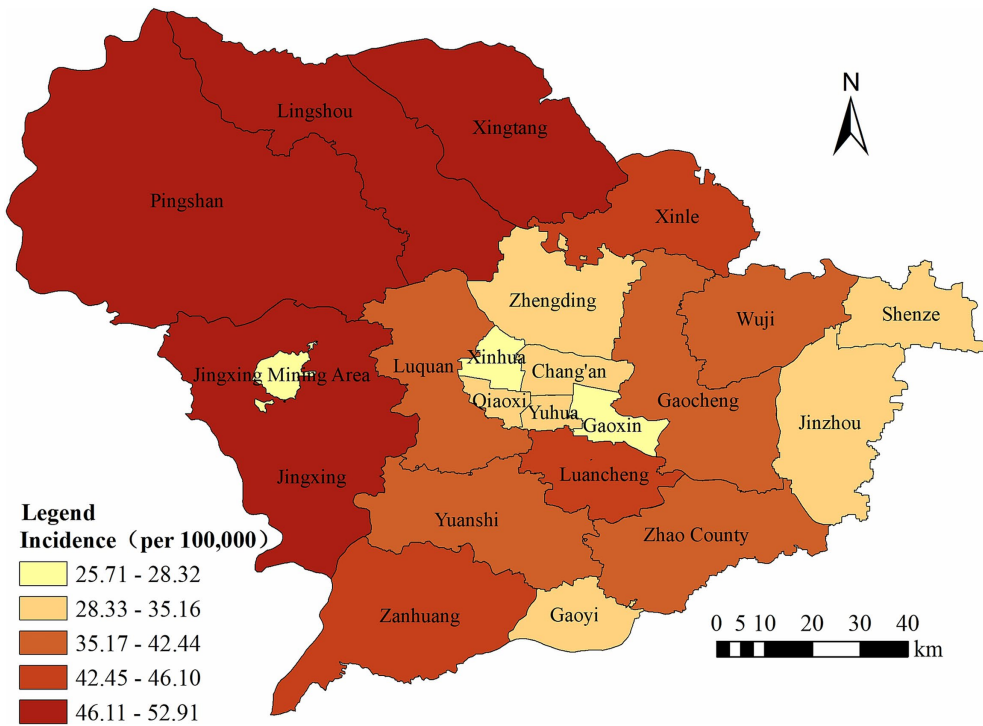 N
Lingshou
Xingtang
Pingshan
Xinle
Zhengding
Wuji
Shenze
Xinhua
Chang'an
Luquan
Jingxing Mining Area
Qiaoxi
Yuhua
Gaoxin
Gaocheng
Jinzhou
Jingxing
Luancheng
Yuanshi
Zhao County
Zanhuang
Gaoyi
Legend
Incidence（per 100,000）
25.71 - 28.32
28.33 - 35.16
35.17 - 42.44
42.45 - 46.10
46.11 - 52.91
0 5 10 20 30 40
km